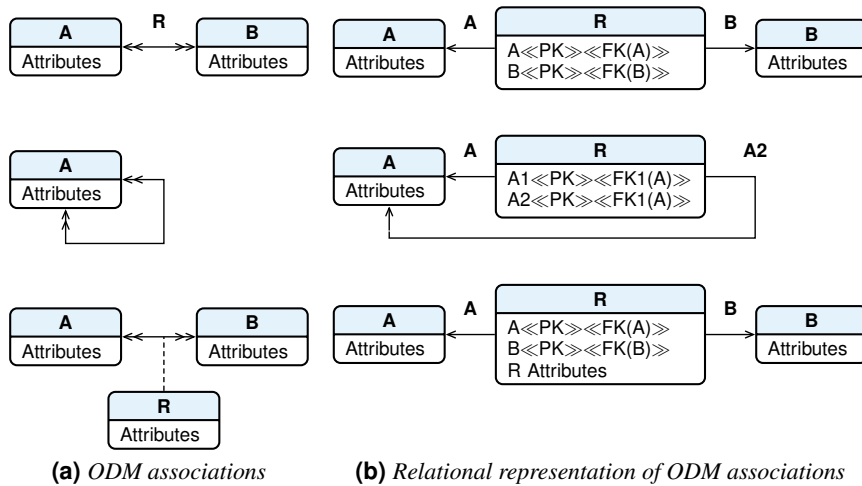 R
A
Attributes
B
Attributes
A
Attributes
A
R
A≪PK≫≪FK(A)≫
B≪PK≫≪FK(B)≫
B
B
Attributes
A
Attributes
A
Attributes
A
R
A1≪PK≫≪FK1(A)≫
A2≪PK≫≪FK1(A)≫
A2
A
Attributes
B
Attributes
R
Attributes
A
Attributes
A
R
A≪PK≫≪FK(A)≫
B≪PK≫≪FK(B)≫
R Attributes
B
B
Attributes
(a) ODM associations
(b) Relational representation of ODM associations